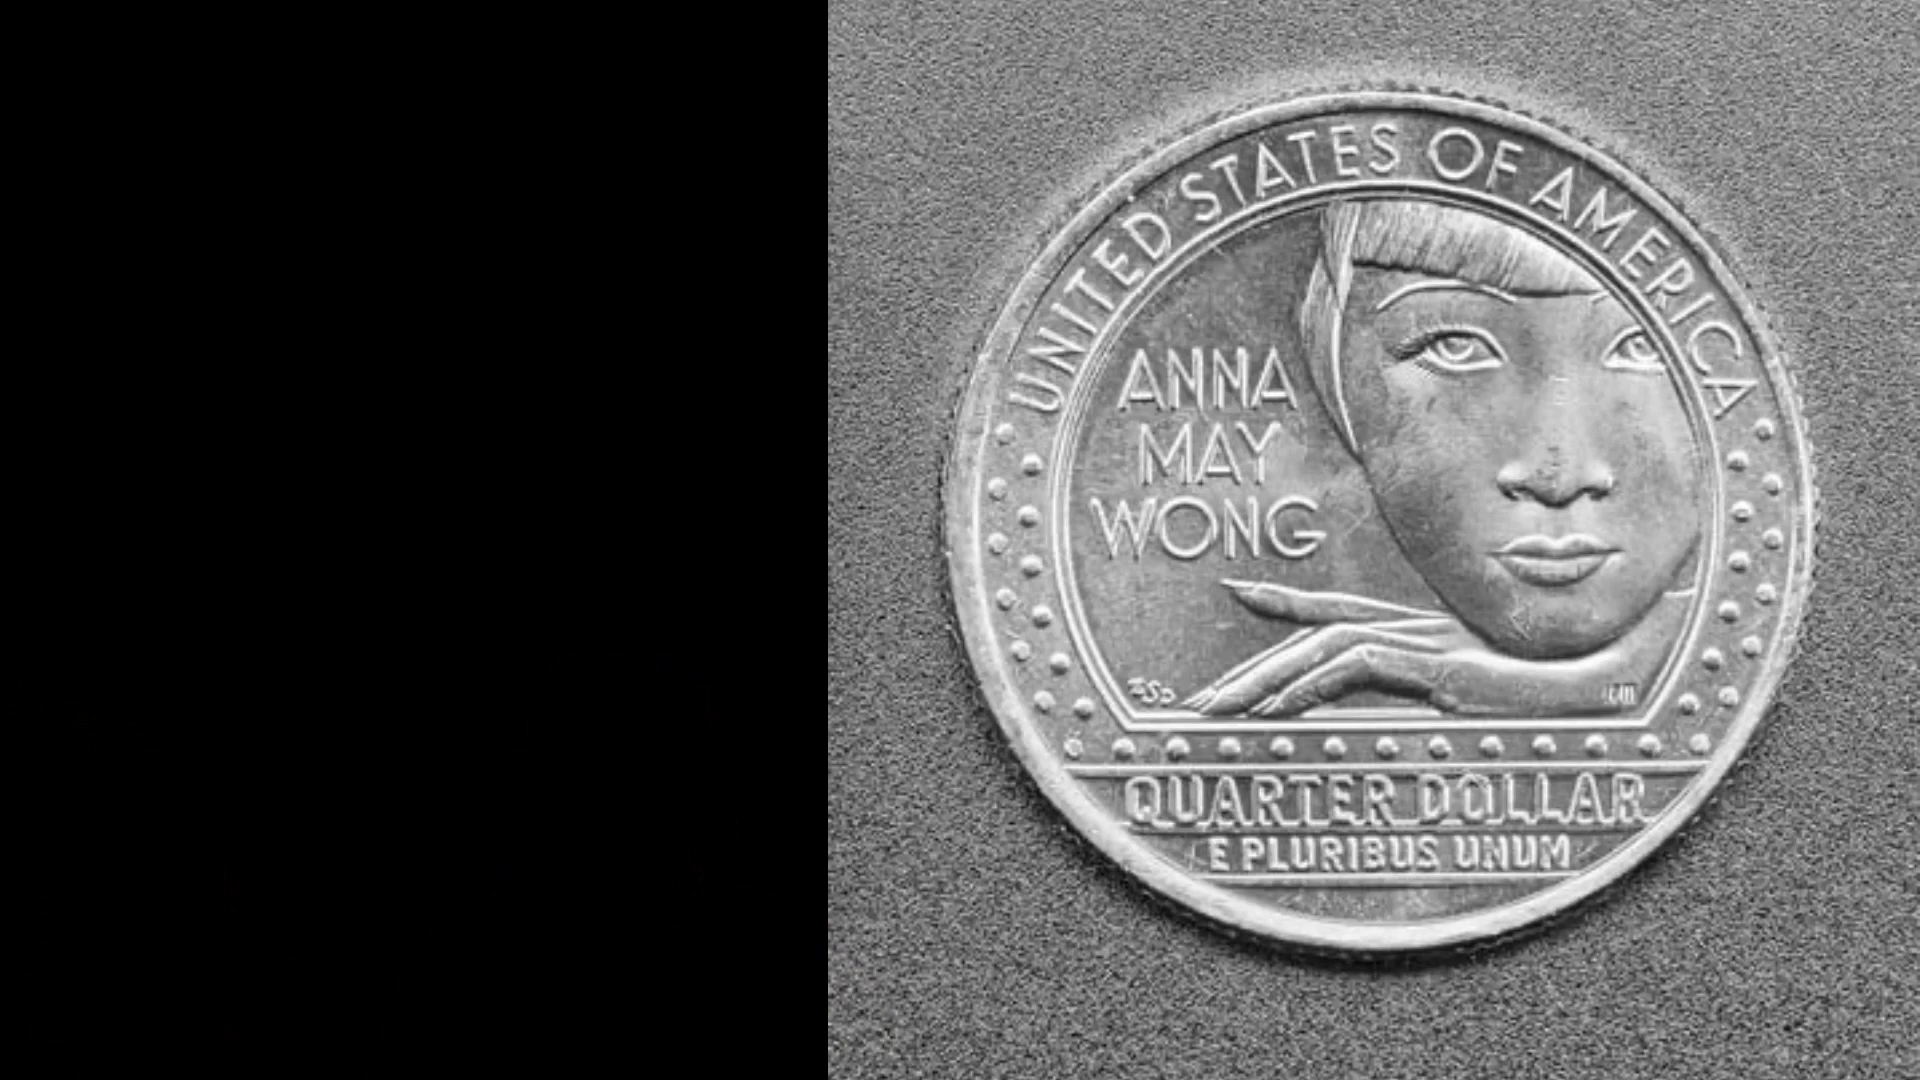 UNITED STATES OF AMERICA
ANNA
MAY
WONG
QUARTER DOLLAR
E PLURIBUS UNUM